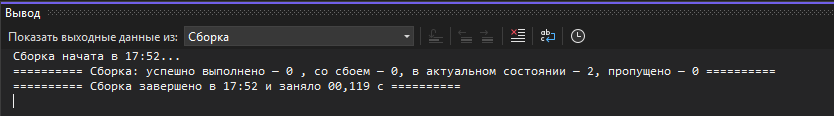 Вывод
Показать выходные данные из: Сборка
Сборка начата в 17:52...
========== Сборка: успешно выполнено — 0 , со сбоем — 0, в актуальном состоянии — 2, пропущено — 0 ==========
========== Сборка завершено в 17:52 и заняло 00,119 с ==========